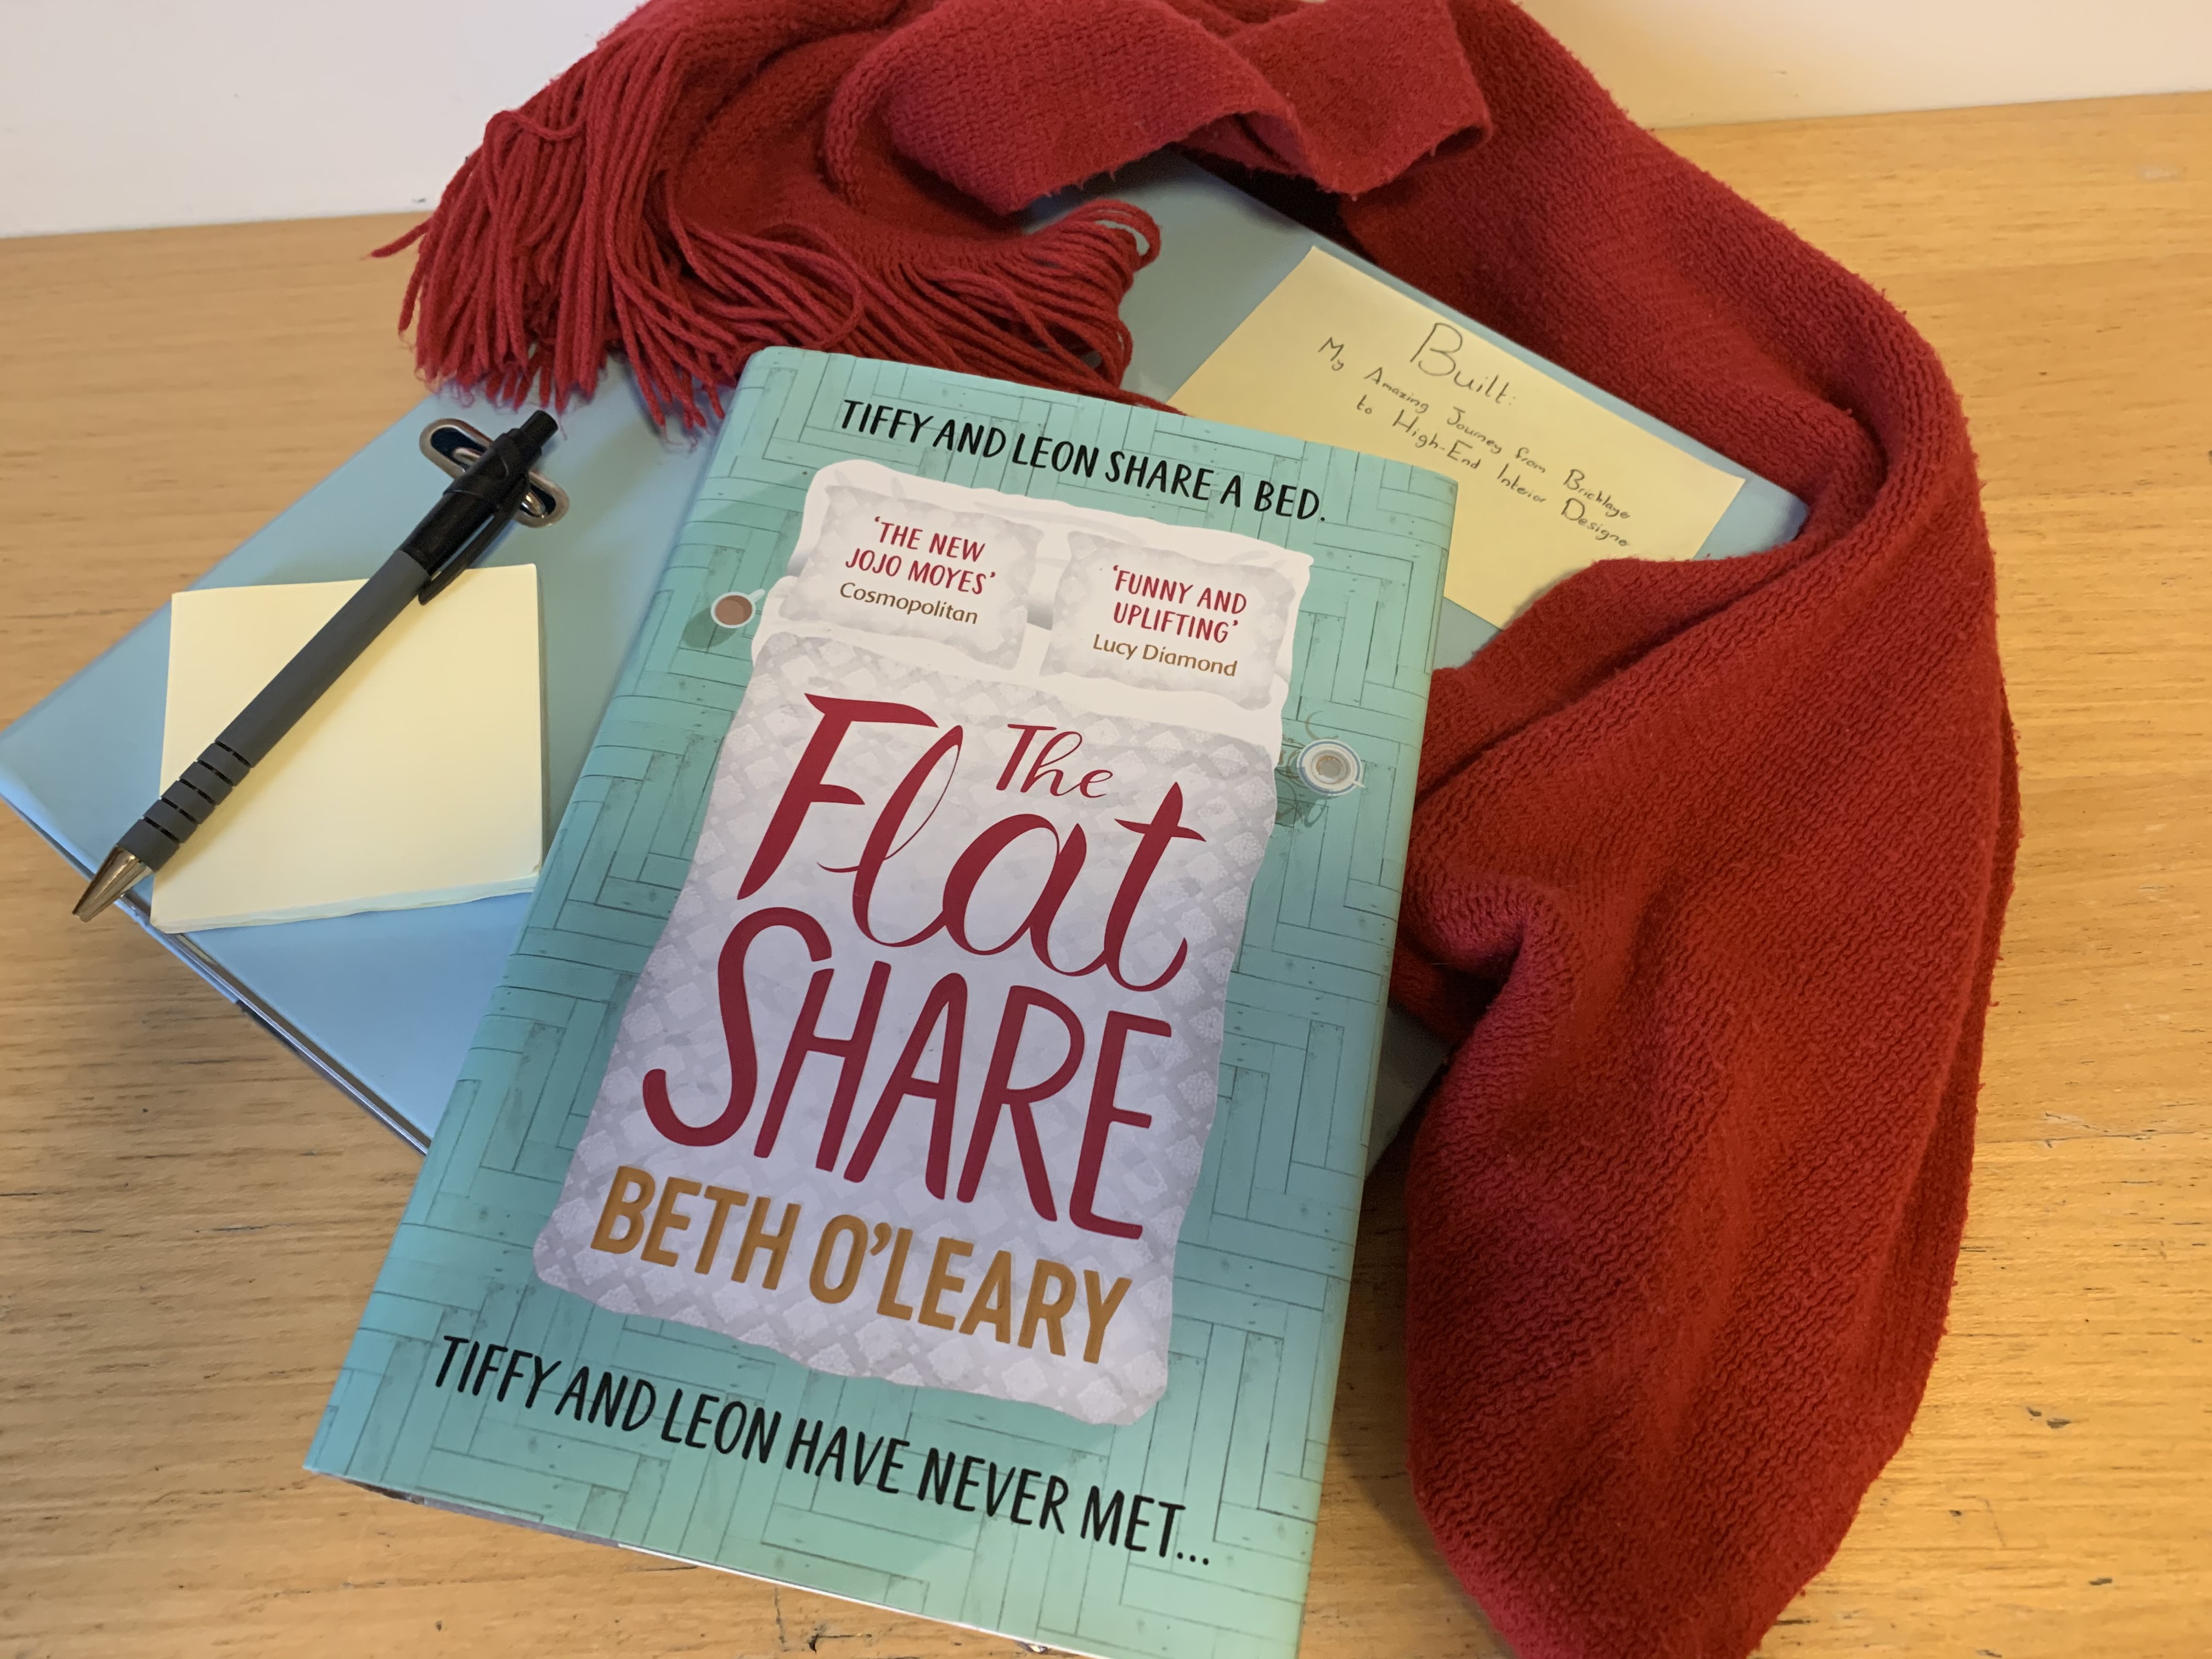 Built:
My Amazing Journey from Bricklaye
to High-End Interior Designe
TIFFY AND LEON SHARE A BED.
'THE NEW
JOJO MOYES'
Cosmopolitan
'FUNNY AND
UPLIFTING'
Lucy Diamond
The
Flat
SHARE
BETH O'LEARY
TIFFY AND LEON HAVE NEVER MET...